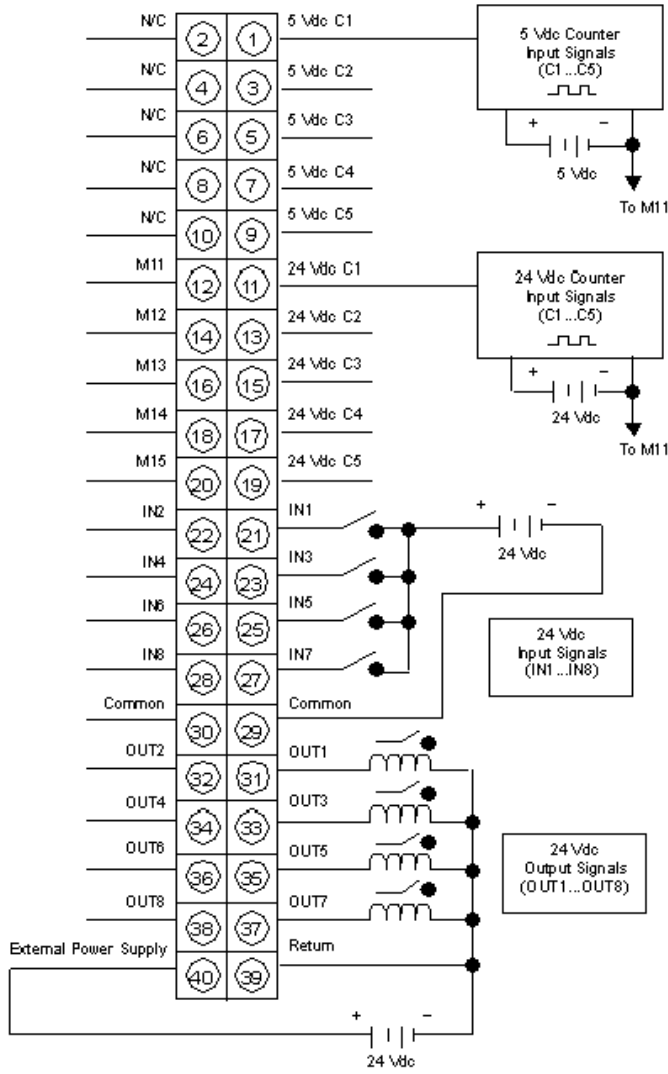 N/C 2 1 5 Vdc C1
N/C 4 3 5 Vdc C2
N/C 6 5 5 Vdc C3
N/C 8 7 5 Vdc C4
N/C 10 9 5 Vdc C5
M11 12 11 24 Vdc C1
M12 14 13 24 Vdc C2
M13 16 15 24 Vdc C3
M14 18 17 24 Vdc C4
M15 20 19 24 Vdc C5
IN2 22 21 IN1
IN4 24 23 IN3
IN6 26 25 IN5
IN8 28 27 IN7
Common 30 29 Common
OUT2 32 31 OUT1
OUT4 34 33 OUT3
OUT6 36 35 OUT5
OUT8 38 37 OUT7
External Power Supply 40 39 Return
5 Vdc Counter
Input Signals
(C1...C5)
+ −
5 Vdc
To M11
24 Vdc Counter
Input Signals
(C1...C5)
+ −
24 Vdc
To M11
+ −
24 Vdc
24 Vdc
Input Signals
(IN1...IN8)
24 Vdc
Output Signals
(OUT1...OUT8)
+ −
24 Vdc